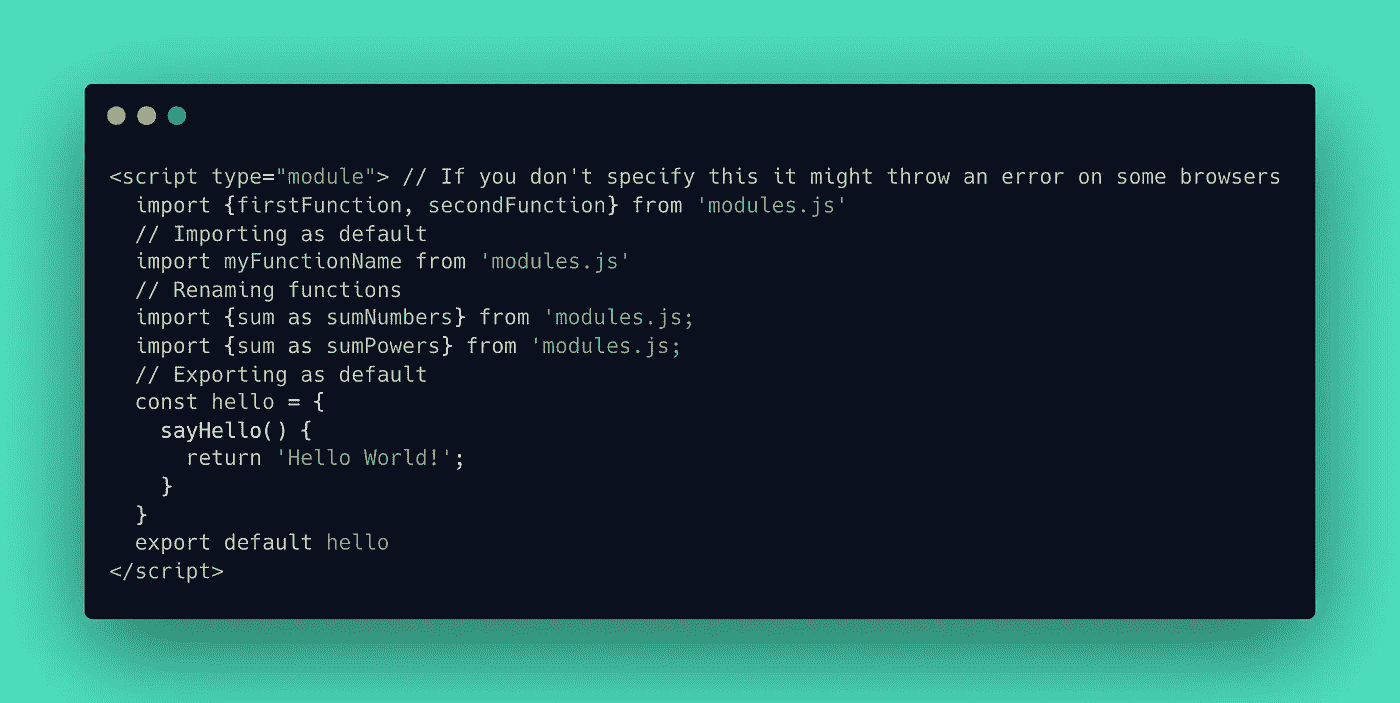 <script type="module"> // If you don't specify this it might throw an error on some browsers
  import {firstFunction, secondFunction} from 'modules.js'
  // Importing as default
  import myFunctionName from 'modules.js'
  // Renaming functions
  import {sum as sumNumbers} from 'modules.js;
  import {sum as sumPowers} from 'modules.js;
  // Exporting as default
  const hello = {
    sayHello() {
      return 'Hello World!';
    }
  }
  export default hello
</script>